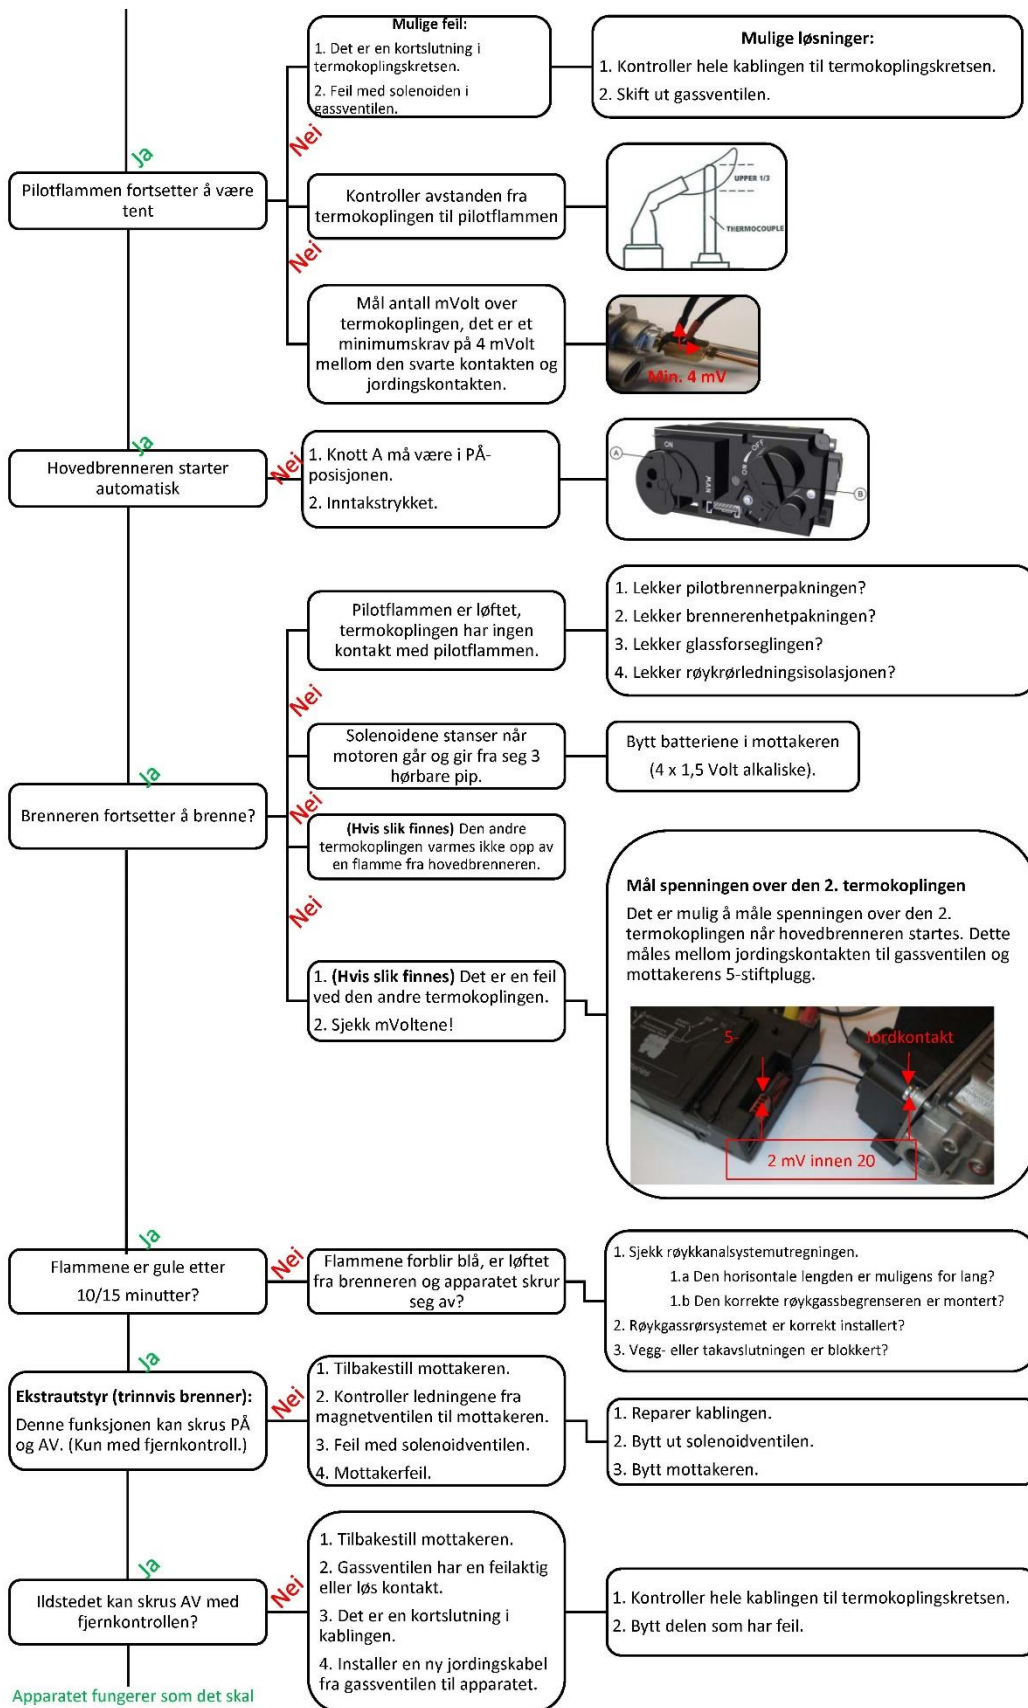 Mulige feil:
1. Det er en kortslutning i
termokoplingskretsen.
2. Feil med solenoiden i
gassventilen.
Mulige løsninger:
1. Kontroller hele kablingen til termokoplingskretsen.
2. Skift ut gassventilen.
Nei
Ja
Pilotflammen fortsetter å være
tent
Kontroller avstanden fra
termokoplingen til pilotflammen
UPPER 1/3
THERMOCOUPLE
Nei
Mål antall mVolt over
termokoplingen, det er et
minimumskrav på 4 mVolt
mellom den svarte kontakten og
jordingskontakten.
Min. 4 mV
Ja
Hovedbrenneren starter
automatisk
Nei
1. Knott A må være i PÅ-
posisjonen.
2. Inntakstrykket.
A
ON
MAN
ON
OFF
B
Pilotflammen er løftet,
termokoplingen har ingen
kontakt med pilotflammen.
1. Lekker pilotbrennerpakningen?
2. Lekker brennerenhetpakningen?
3. Lekker glassforseglingen?
4. Lekker røykrørledningsisolasjonen?
Nei
Solenoidene stanser når
motoren går og gir fra seg 3
hørbare pip.
Bytt batteriene i mottakeren
(4 x 1,5 Volt alkaliske).
Ja
Brenneren fortsetter å brenne?
Nei
(Hvis slik finnes) Den andre
termokoplingen varmes ikke opp av
en flamme fra hovedbrenneren.
Nei
1. (Hvis slik finnes) Det er en feil
ved den andre termokoplingen.
2. Sjekk mVoltene!
Mål spenningen over den 2. termokoplingen
Det er mulig å måle spenningen over den 2.
termokoplingen når hovedbrenneren startes. Dette
måles mellom jordingskontakten til gassventilen og
mottakerens 5-stiftplugg.
5-
Jordkontakt
2 mV innen 20
Ja
Flammene er gule etter
10/15 minutter?
Nei
Flammene forblir blå, er løftet
fra brenneren og apparatet skrur
seg av?
1. Sjekk røykkanalsystemutregningen.
1.a Den horisontale lengden er muligens for lang?
1.b Den korrekte røykgassbegrenseren er montert?
2. Røykgassrørsystemet er korrekt installert?
3. Vegg- eller takavslutningen er blokkert?
Ja
Ekstrautstyr (trinnvis brenner):
Denne funksjonen kan skrus PÅ
og AV. (Kun med fjernkontroll.)
Nei
1. Tilbakestill mottakeren.
2. Kontroller ledningene fra
magnetventilen til mottakeren.
3. Feil med solenoidventilen.
4. Mottakerfeil.
1. Reparer kablingen.
2. Bytt ut solenoidventilen.
3. Bytt mottakeren.
Ja
Ildstedet kan skrus AV med
fjernkontrollen?
Nei
1. Tilbakestill mottakeren.
2. Gassventilen har en feilaktig
eller løs kontakt.
3. Det er en kortslutning i
kablingen.
4. Installer en ny jordingskabel
fra gassventilen til apparatet.
1. Kontroller hele kablingen til termokoplingskretsen.
2. Bytt delen som har feil.
Apparatet fungerer som det skal